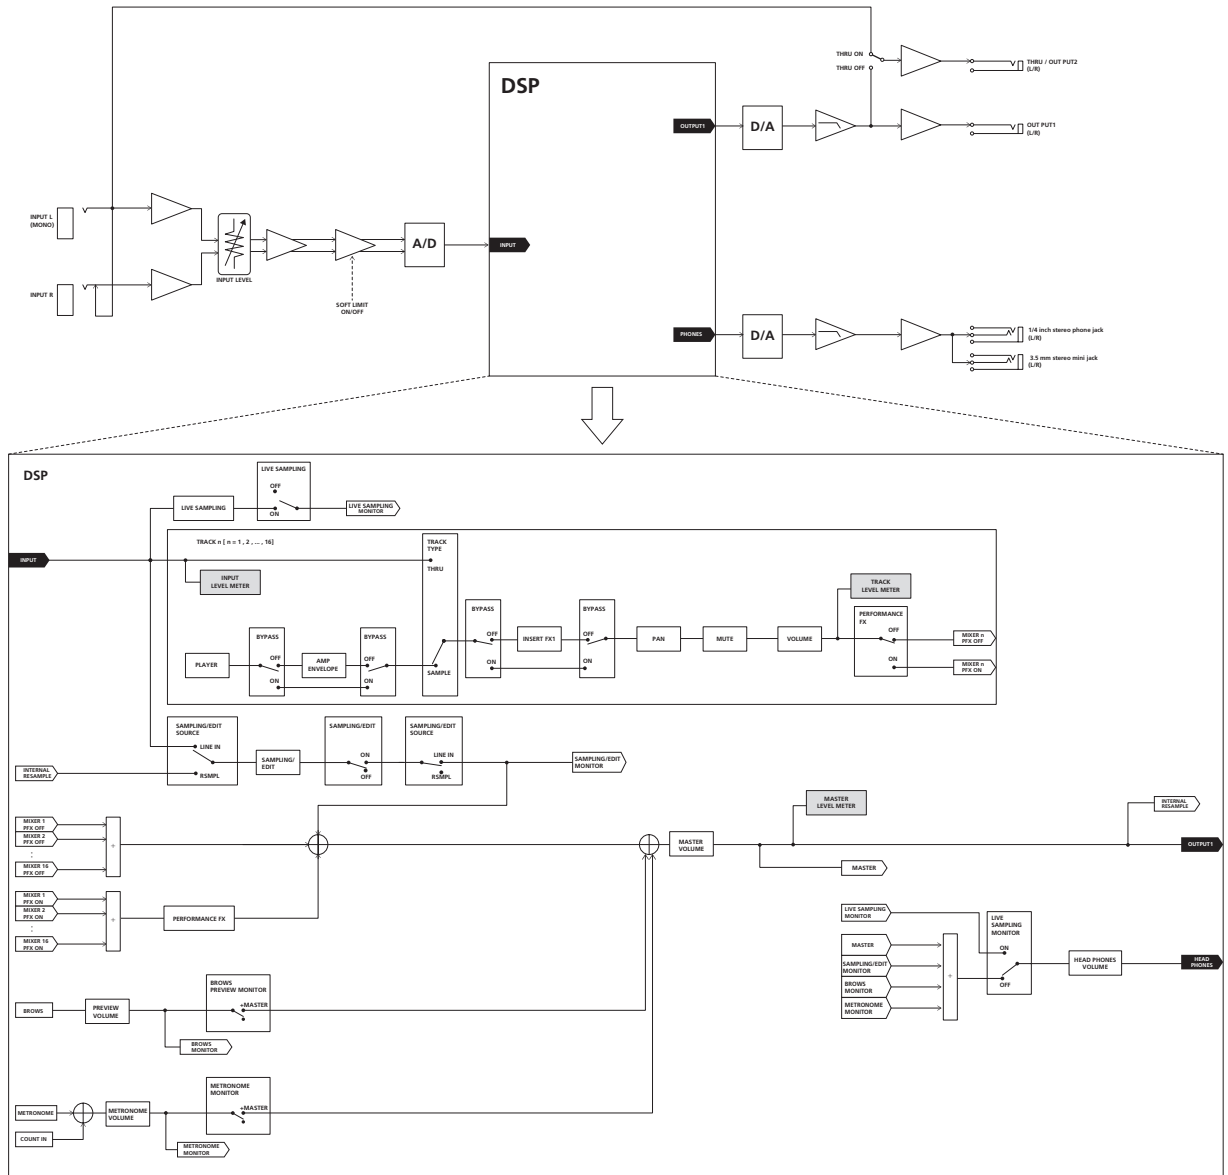 DSP
THRU ON
THRU OFF
THRU / OUT PUT2
(L/R)
OUTPUT1
D/A
OUT PUT1
(L/R)
INPUT L
(MONO)
INPUT R
INPUT LEVEL
SOFT LIMIT
ON/OFF
A/D
INPUT
PHONES
D/A
1/4 inch stereo phone jack
(L/R)
3.5 mm stereo mini jack
(L/R)
DSP
LIVE SAMPLING
LIVE SAMPLING
OFF
ON
LIVE SAMPLING
MONITOR
INPUT
TRACK n [ n = 1 , 2 , ... , 16]
INPUT
LEVEL METER
TRACK
TYPE
THRU
SAMPLE
PLAYER
BYPASS
OFF
ON
AMP
ENVELOPE
BYPASS
OFF
ON
BYPASS
OFF
ON
INSERT FX1
BYPASS
OFF
ON
PAN
MUTE
VOLUME
TRACK
LEVEL METER
PERFORMANCE
FX
OFF
ON
MIXER n
PFX OFF
MIXER n
PFX ON
SAMPLING/EDIT
SOURCE
LINE IN
RSMPL
INTERNAL
RESAMPLE
SAMPLING/
EDIT
SAMPLING/EDIT
ON
OFF
SAMPLING/EDIT
SOURCE
LINE IN
RSMPL
SAMPLING/EDIT
MONITOR
MIXER 1
PFX OFF
MIXER 2
PFX OFF
:
MIXER 16
PFX OFF
+
MIXER 1
PFX ON
MIXER 2
PFX ON
:
MIXER 16
PFX ON
+
PERFORMANCE FX
MASTER
VOLUME
MASTER
LEVEL METER
MASTER
INTERNAL
RESAMPLE
OUTPUT1
LIVE SAMPLING
MONITOR
MASTER
SAMPLING/EDIT
MONITOR
BROWS
MONITOR
METRONOME
MONITOR
+
LIVE
SAMPLING
MONITOR
ON
OFF
HEAD PHONES
VOLUME
HEAD
PHONES
BROWS
PREVIEW
VOLUME
BROWS
PREVIEW MONITOR
+MASTER
BROWS
MONITOR
METRONOME
COUNT IN
METRONOME
VOLUME
METRONOME
MONITOR
+MASTER
METRONOME
MONITOR